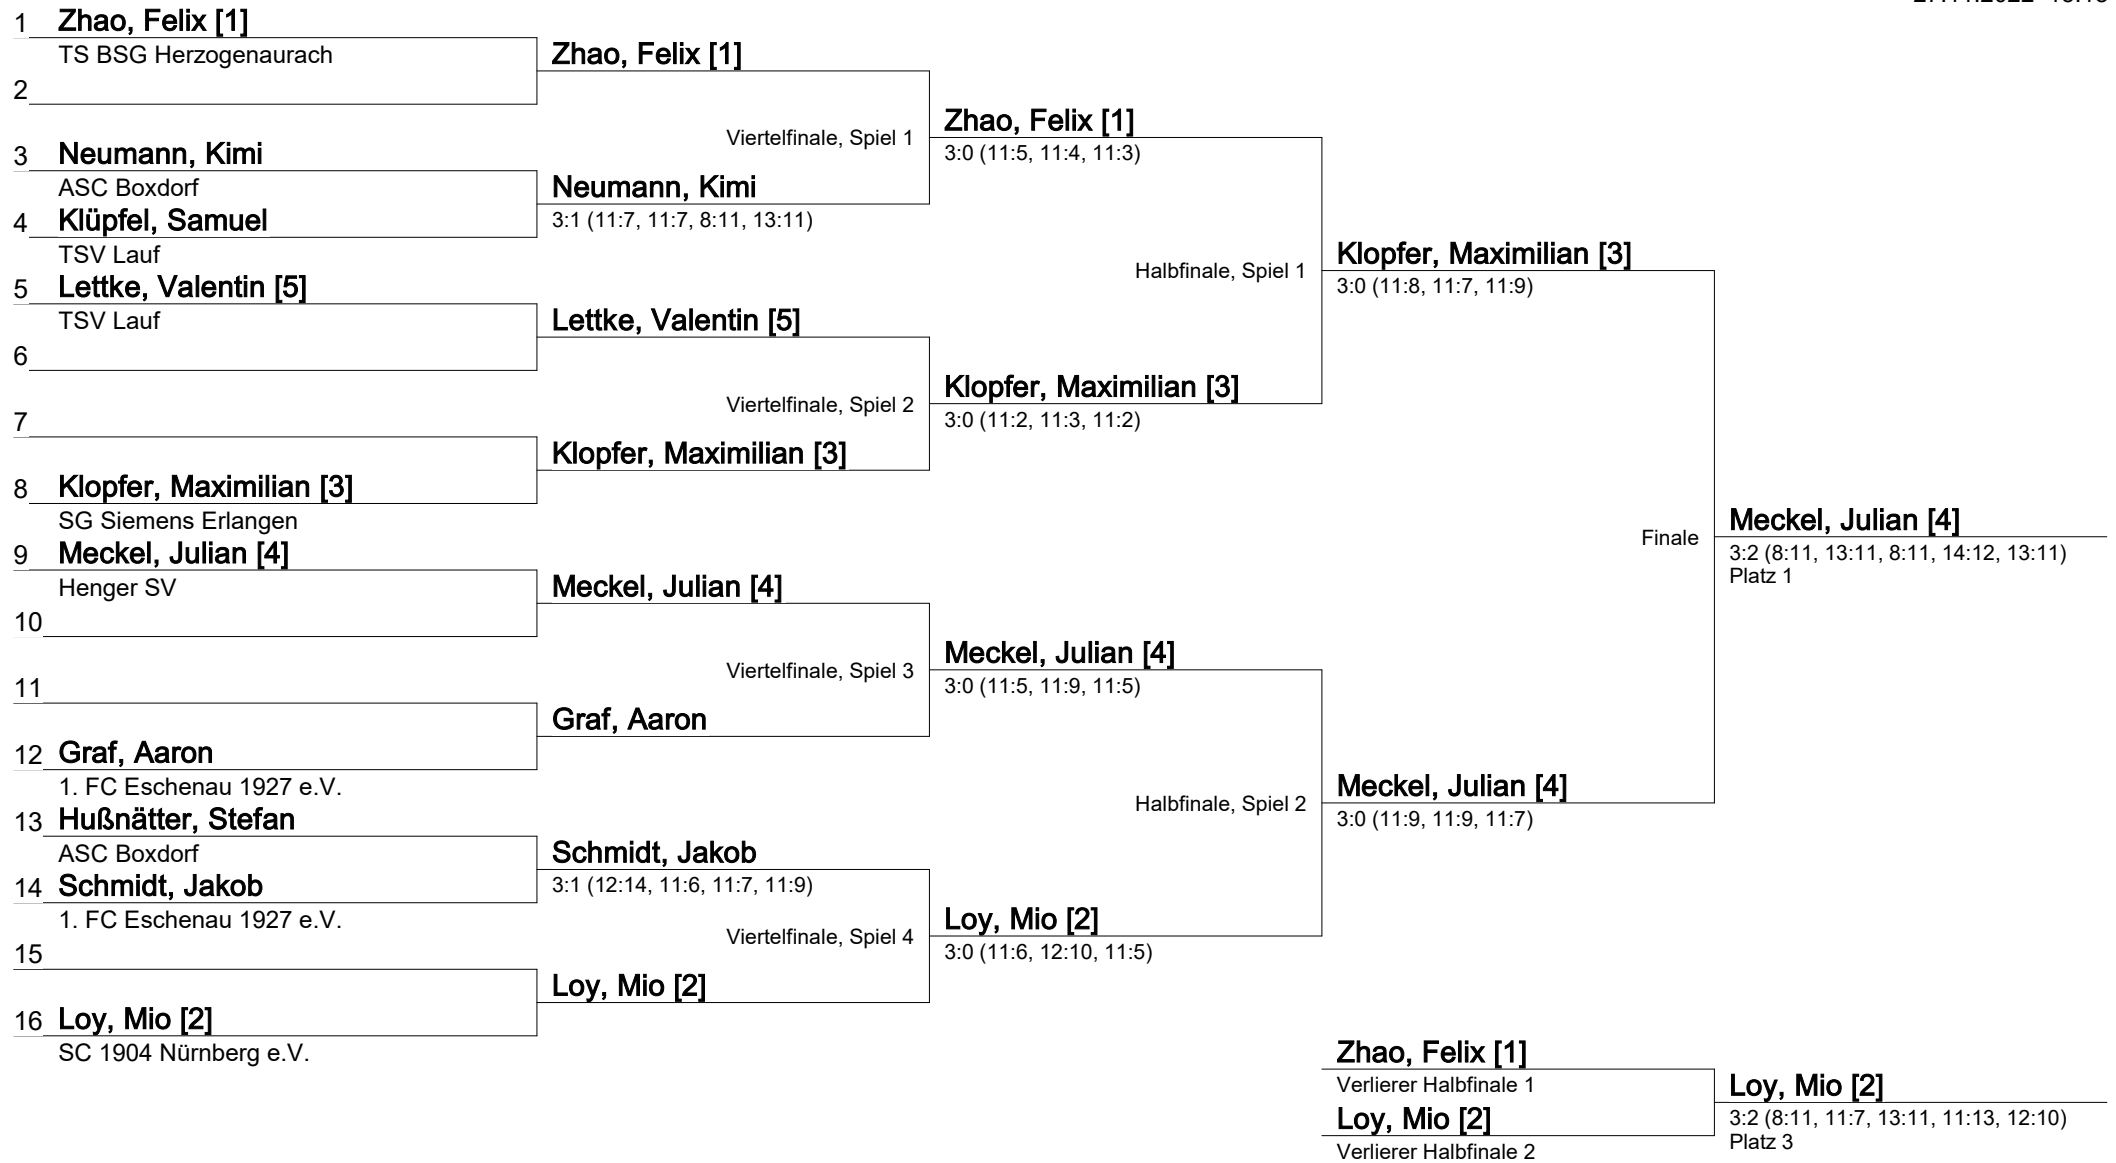 1 Zhao, Felix [1]
TS BSG Herzogenaurach
2
3 Neumann, Kimi
ASC Boxdorf
4 Klüpfel, Samuel
TSV Lauf
5 Lettke, Valentin [5]
TSV Lauf
6
7
8 Klopfer, Maximilian [3]
SG Siemens Erlangen
9 Meckel, Julian [4]
Henger SV
10
11
12 Graf, Aaron
1. FC Eschenau 1927 e.V.
13 Hußnätter, Stefan
ASC Boxdorf
14 Schmidt, Jakob
1. FC Eschenau 1927 e.V.
15
16 Loy, Mio [2]
SC 1904 Nürnberg e.V.
Zhao, Felix [1]
Viertelfinale, Spiel 1
Neumann, Kimi
3:1 (11:7, 11:7, 8:11, 13:11)
Lettke, Valentin [5]
Viertelfinale, Spiel 2
Klopfer, Maximilian [3]
Meckel, Julian [4]
Viertelfinale, Spiel 3
Graf, Aaron
Schmidt, Jakob
3:1 (12:14, 11:6, 11:7, 11:9)
Viertelfinale, Spiel 4
Loy, Mio [2]
Zhao, Felix [1]
3:0 (11:5, 11:4, 11:3)
Halbfinale, Spiel 1
Klopfer, Maximilian [3]
3:0 (11:2, 11:3, 11:2)
Meckel, Julian [4]
3:0 (11:5, 11:9, 11:5)
Halbfinale, Spiel 2
Loy, Mio [2]
3:0 (11:6, 12:10, 11:5)
Klopfer, Maximilian [3]
3:0 (11:8, 11:7, 11:9)
Finale
Meckel, Julian [4]
3:0 (11:9, 11:9, 11:7)
Meckel, Julian [4]
3:2 (8:11, 13:11, 8:11, 14:12, 13:11)
Platz 1
Zhao, Felix [1]
Verlierer Halbfinale 1
Loy, Mio [2]
Verlierer Halbfinale 2
Loy, Mio [2]
3:2 (8:11, 11:7, 13:11, 11:13, 12:10)
Platz 3